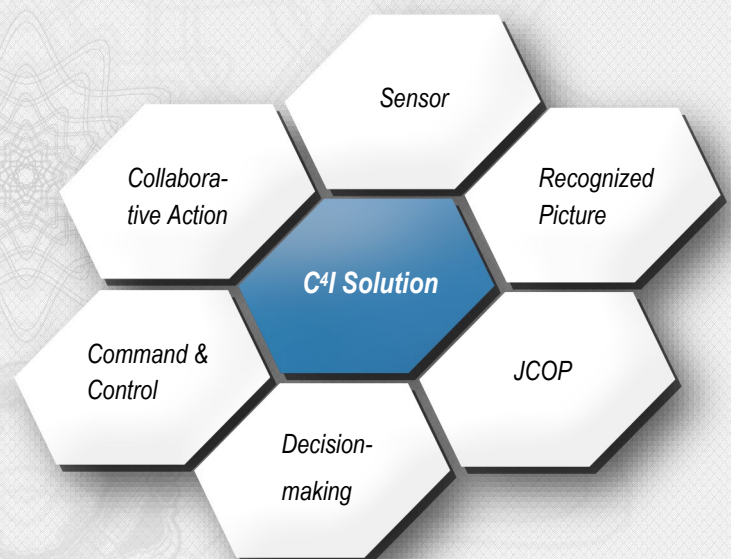 Sensor
Collabora-
tive Action
Recognized
Picture
C⁴I Solution
Command &
Control
JCOP
Decision-
making